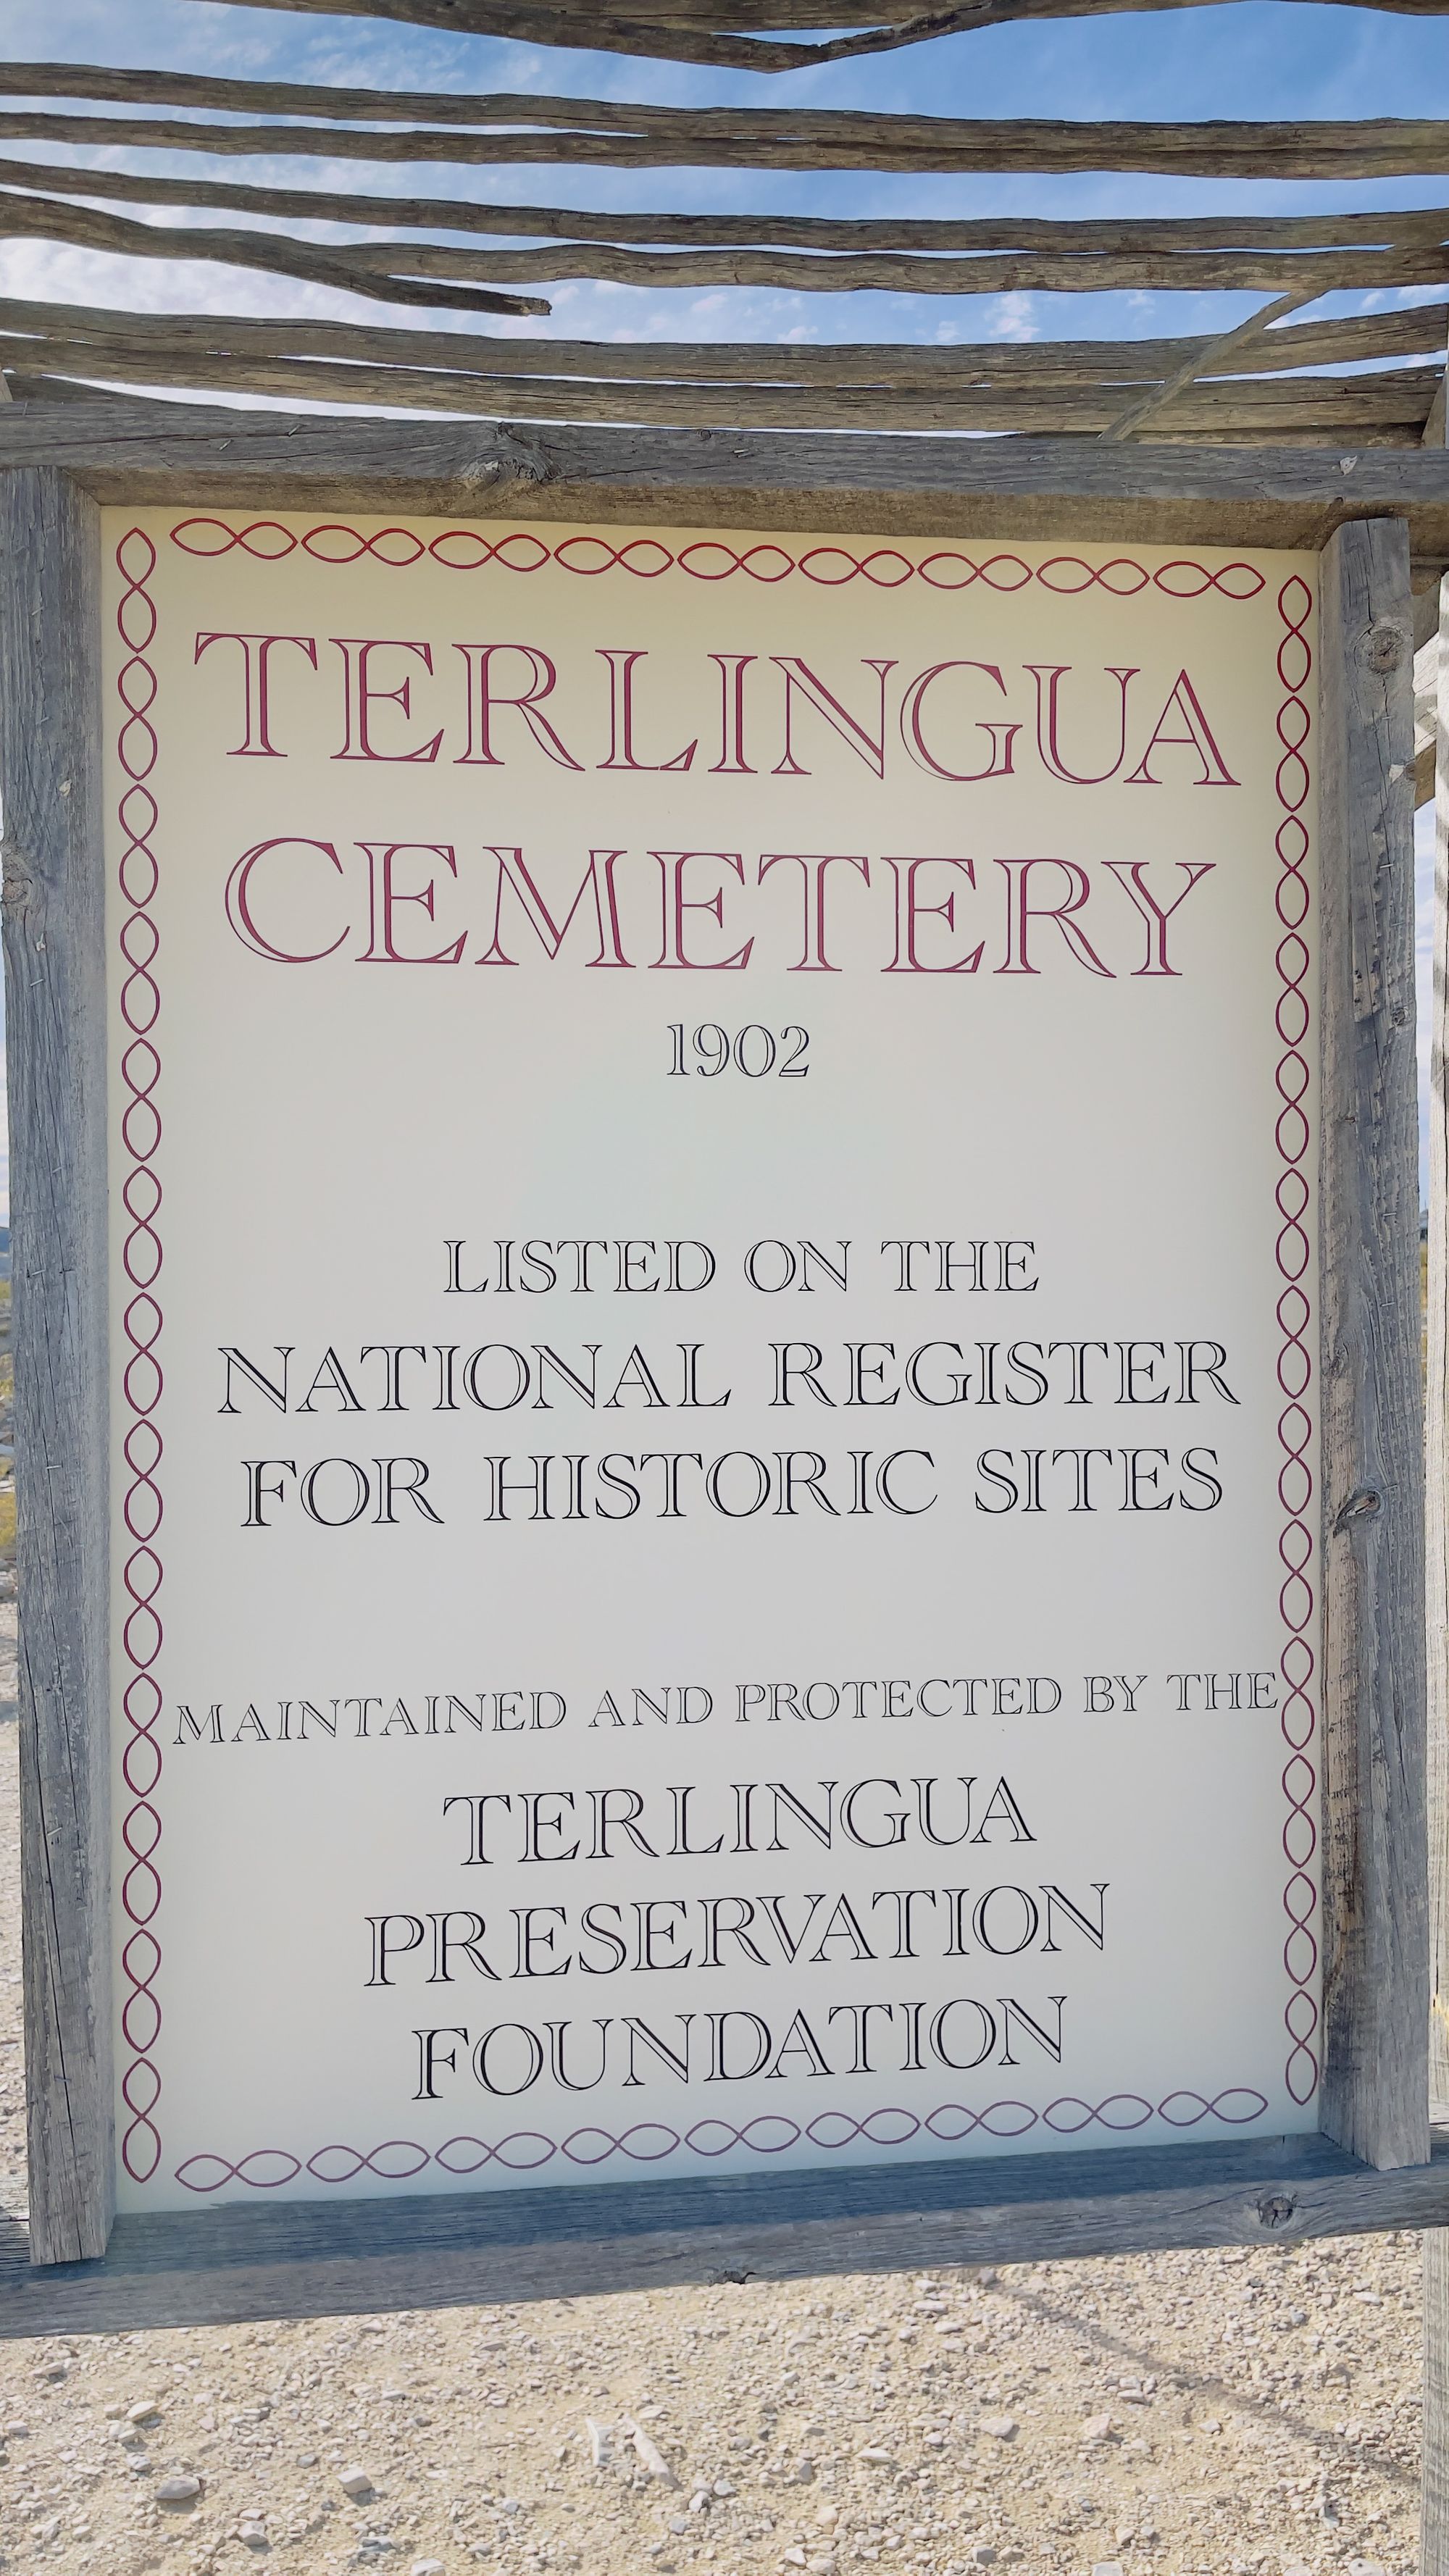 TERLINGUA
CEMETERY
1902
LISTED ON THE
NATIONAL REGISTER
FOR HISTORIC SITES
MAINTAINED AND PROTECTED BY THE
TERLINGUA
PRESERVATION
FOUNDATION